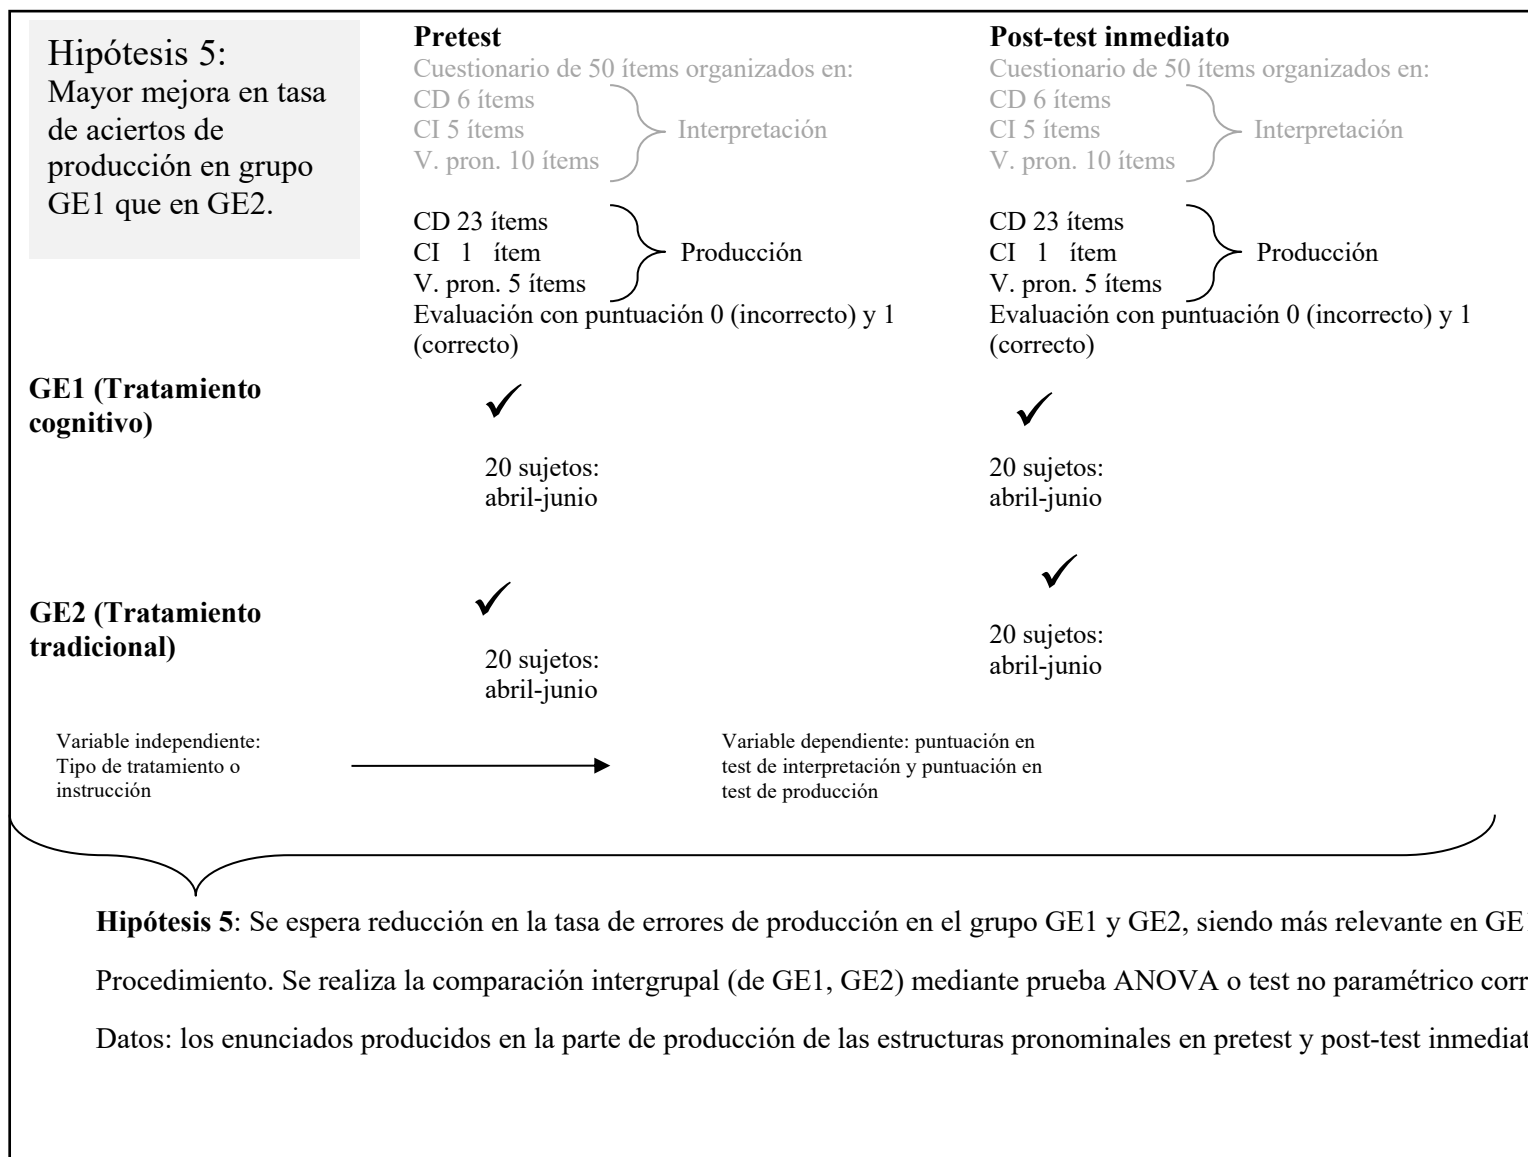 Hipótesis 5:
Mayor mejora en tasa
de aciertos de
producción en grupo
GE1 que en GE2.
Pretest
Cuestionario de 50 ítems organizados en:
CD 6 ítems
CI 5 ítems
V. pron. 10 ítems
Interpretación
CD 23 ítems
CI 1 ítem
V. pron. 5 ítems
Producción
Evaluación con puntuación 0 (incorrecto) y 1
(correcto)
Post-test inmediato
Cuestionario de 50 ítems organizados en:
CD 6 ítems
CI 5 ítems
V. pron. 10 ítems
Interpretación
CD 23 ítems
CI 1 ítem
V. pron. 5 ítems
Producción
Evaluación con puntuación 0 (incorrecto) y 1
(correcto)
GE1 (Tratamiento
cognitivo)
✓
20 sujetos:
abril-junio
✓
20 sujetos:
abril-junio
GE2 (Tratamiento
tradicional)
✓
20 sujetos:
abril-junio
✓
20 sujetos:
abril-junio
Variable independiente:
Tipo de tratamiento o
instrucción
Variable dependiente: puntuación en
test de interpretación y puntuación en
test de producción
Hipótesis 5: Se espera reducción en la tasa de errores de producción en el grupo GE1 y GE2, siendo más relevante en GE1
Procedimiento. Se realiza la comparación intergrupal (de GE1, GE2) mediante prueba ANOVA o test no paramétrico corr
Datos: los enunciados producidos en la parte de producción de las estructuras pronominales en pretest y post-test inmediat